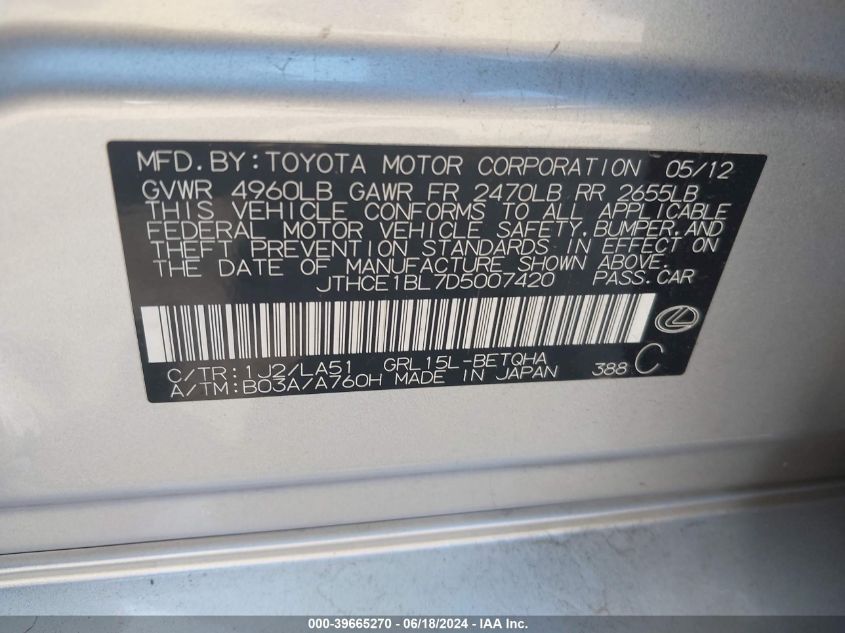 MFD.BY:TOYOTA MOTOR CORPORATION 05/12
GVWR 4960LB GAWR FR 2470LB RR 2655LB
THIS VEHICLE CONFORMS TO ALL APPLICABLE
FEDERAL MOTOR VEHICLE SAFETY,BUMPER,AND
THEFT PREVENTION STANDARDS IN EFFECT ON
THE DATE OF MANUFACTURE SHOWN ABOVE.
JTHCE1BL7D5007420 PASS.CAR
C/TR:1J2/LA51 GRL15L-BETQHA
A/TM:B03A/A760H MADE IN JAPAN 388 C
000-39665270 - 06/18/2024 - IAA Inc.